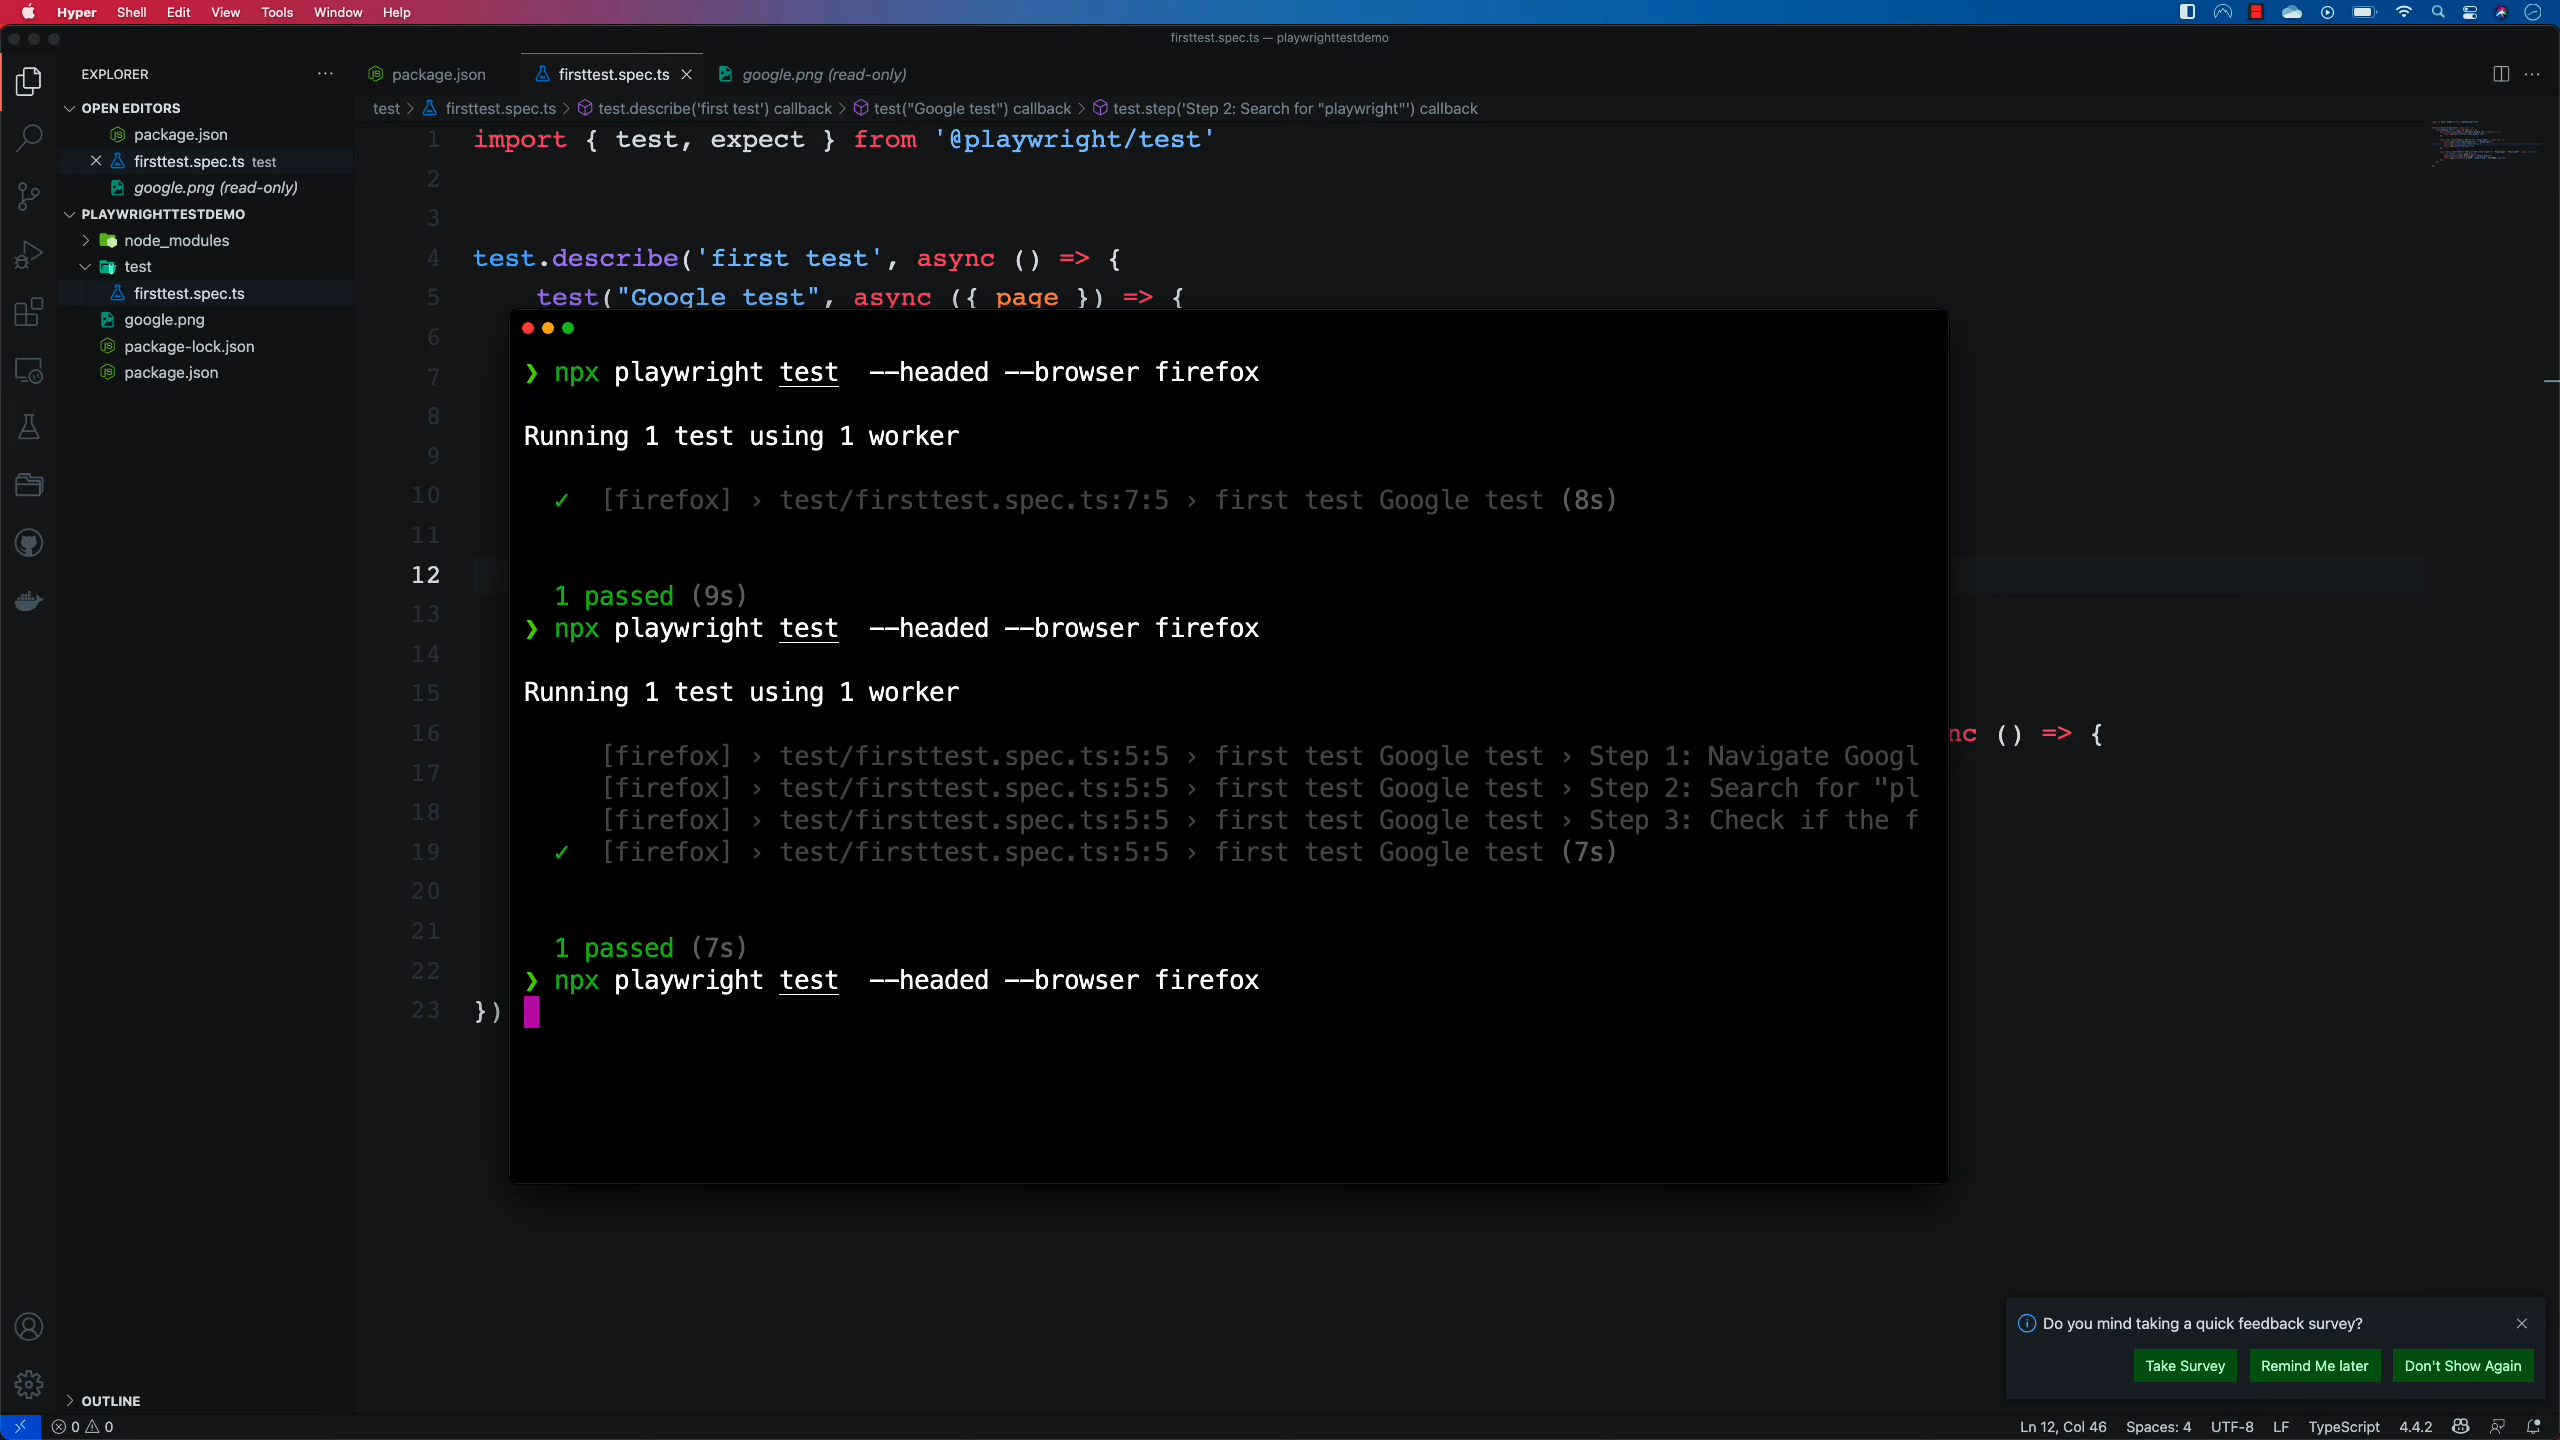 Hyper Shell Edit View Tools Window Help
firsttest.spec.ts — playwrighttestdemo
EXPLORER
package.json
firsttest.spec.ts
google.png (read-only)
OPEN EDITORS
package.json
firsttest.spec.ts test
google.png (read-only)
PLAYWRIGHTTESTDEMO
node_modules
test
firsttest.spec.ts
google.png
package-lock.json
package.json
OUTLINE
test > firsttest.spec.ts > test.describe('first test') callback > test("Google test") callback > test.step('Step 2: Search for "playwright"') callback
1 import { test, expect } from '@playwright/test'
2
3
4 test.describe('first test', async () => {
5 test("Google test", async ({ page }) => {
6
7
8
9
10
11
12
13
14
15
16 nc () => {
17
18
19
20
21
22
23 })
❯ npx playwright test --headed --browser firefox
Running 1 test using 1 worker
✓ [firefox] › test/firsttest.spec.ts:7:5 › first test Google test (8s)
1 passed (9s)
❯ npx playwright test --headed --browser firefox
Running 1 test using 1 worker
[firefox] › test/firsttest.spec.ts:5:5 › first test Google test › Step 1: Navigate Googl
[firefox] › test/firsttest.spec.ts:5:5 › first test Google test › Step 2: Search for "pl
[firefox] › test/firsttest.spec.ts:5:5 › first test Google test › Step 3: Check if the f
✓ [firefox] › test/firsttest.spec.ts:5:5 › first test Google test (7s)
1 passed (7s)
❯ npx playwright test --headed --browser firefox
Do you mind taking a quick feedback survey?
Take Survey Remind Me later Don't Show Again
0 0
Ln 12, Col 46 Spaces: 4 UTF-8 LF TypeScript 4.4.2